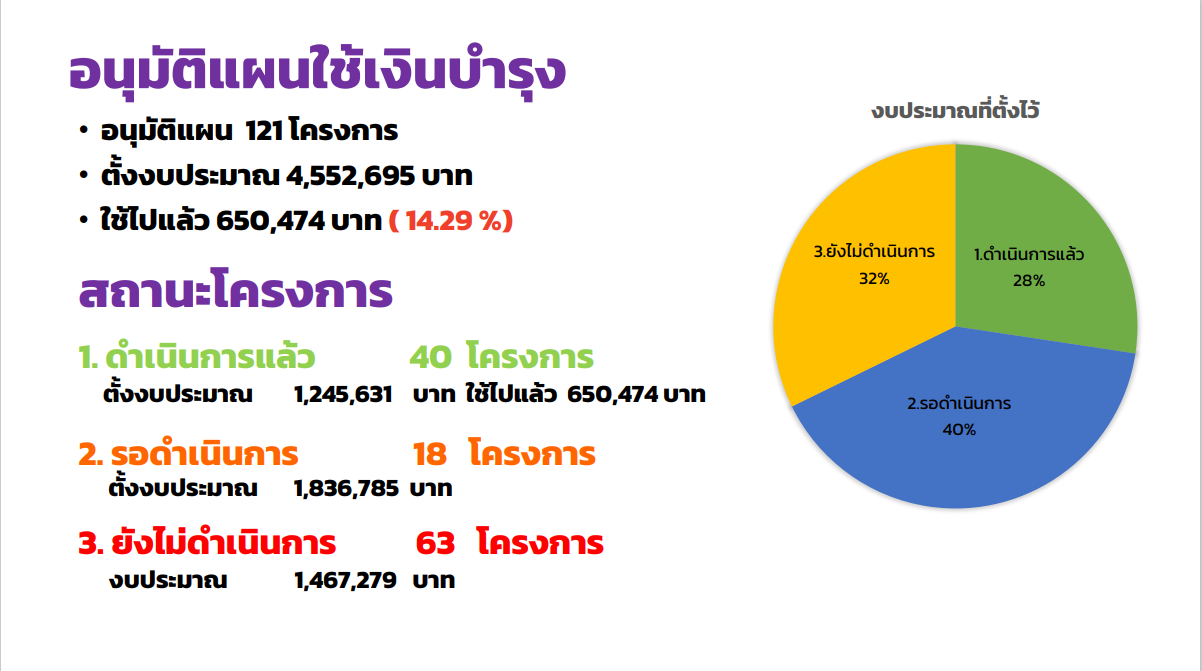 อนุมัติแผนใช้เงินบำรุง
• อนุมัติแผน 121 โครงการ
• ตั้งงบประมาณ 4,552,695 บาท
• ใช้ไปแล้ว 650,474 บาท ( 14.29 %)
สถานะโครงการ
1. ดำเนินการแล้ว 40 โครงการ
ตั้งงบประมาณ 1,245,631 บาท ใช้ไปแล้ว 650,474 บาท
2. รอดำเนินการ 18 โครงการ
ตั้งงบประมาณ 1,836,785 บาท
3. ยังไม่ดำเนินการ 63 โครงการ
งบประมาณ 1,467,279 บาท
งบประมาณที่ตั้งไว้
3.ยังไม่ดำเนินการ
32%
1.ดำเนินการแล้ว
28%
2.รอดำเนินการ
40%